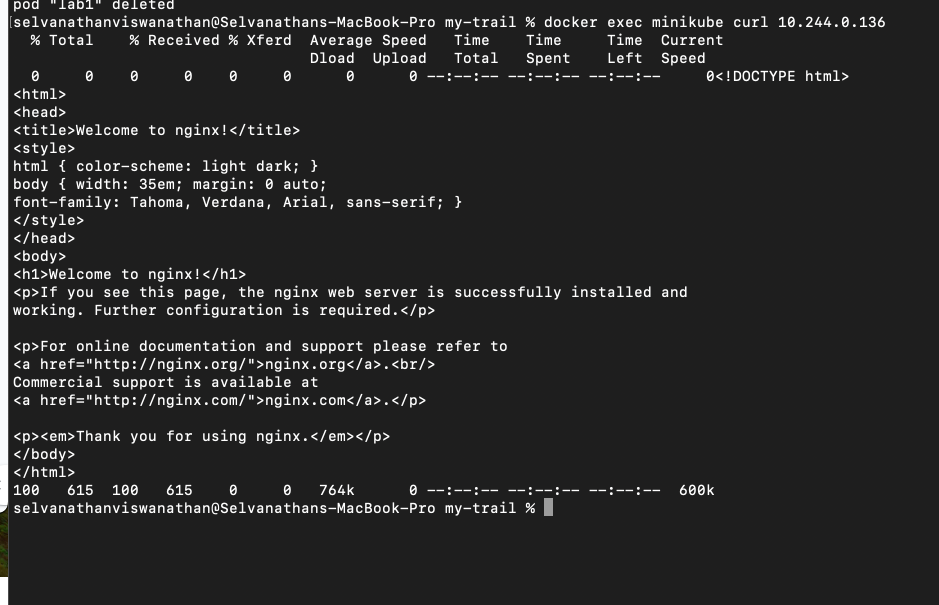 pod "lab1" deleted
[selvanathanviswanathan@Selvanathans-MacBook-Pro my-trail % docker exec minikube curl 10.244.0.136
  % Total    % Received % Xferd  Average Speed   Time    Time     Time  Current
                                 Dload  Upload   Total   Spent    Left  Speed
  0     0    0     0    0     0      0      0 --:--:-- --:--:-- --:--:--     0<!DOCTYPE html>
<html>
<head>
<title>Welcome to nginx!</title>
<style>
html { color-scheme: light dark; }
body { width: 35em; margin: 0 auto;
font-family: Tahoma, Verdana, Arial, sans-serif; }
</style>
</head>
<body>
<h1>Welcome to nginx!</h1>
<p>If you see this page, the nginx web server is successfully installed and
working. Further configuration is required.</p>

<p>For online documentation and support please refer to
<a href="http://nginx.org/">nginx.org</a>.<br/>
Commercial support is available at
<a href="http://nginx.com/">nginx.com</a>.</p>

<p><em>Thank you for using nginx.</em></p>
</body>
</html>
100   615  100   615    0     0   764k      0 --:--:-- --:--:-- --:--:--  600k
selvanathanviswanathan@Selvanathans-MacBook-Pro my-trail %